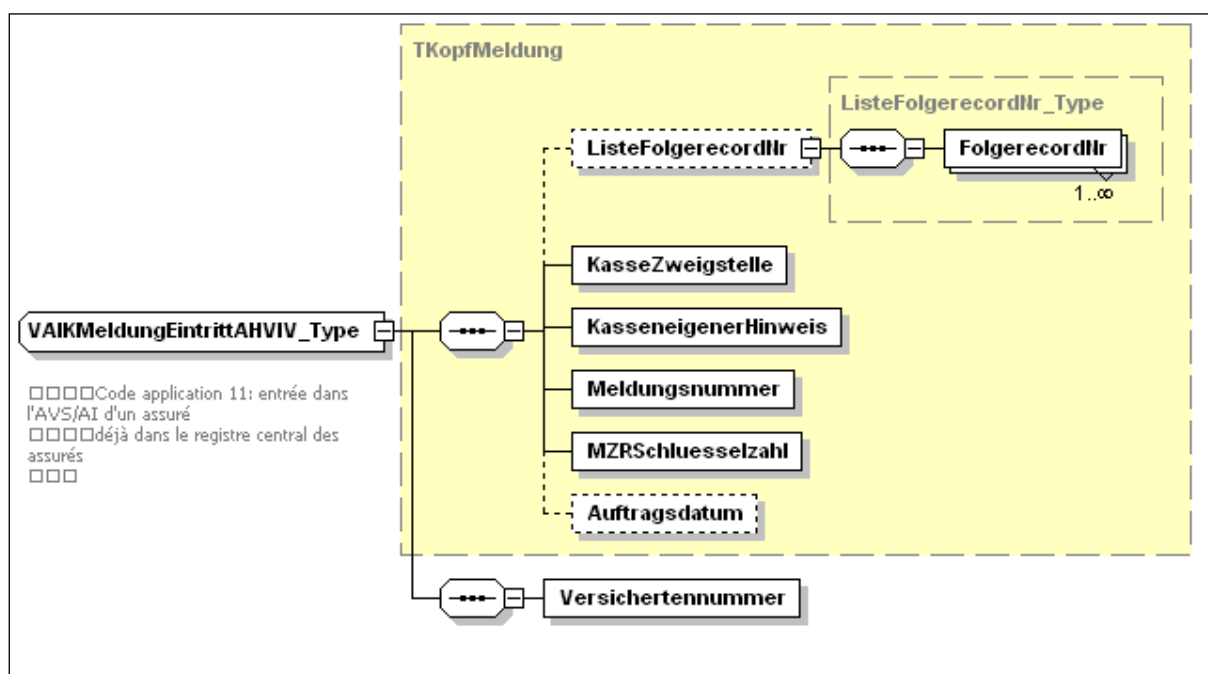 TKopfMeldung
ListeFolgerecordNr_Type
ListeFolgerecordNr
FolgerecordNr
1..∞
KasseZweigstelle
KasseneigenerHinweis
VAIKMeldungEintrittAHVIV_Type
Meldungsnummer
□□□□Code application 11: entrée dans
l'AVS/AI d'un assuré
□□□□déjà dans le registre central des
assurés
□□□
MZRSchluesselzahl
Auftragsdatum
Versichertennummer